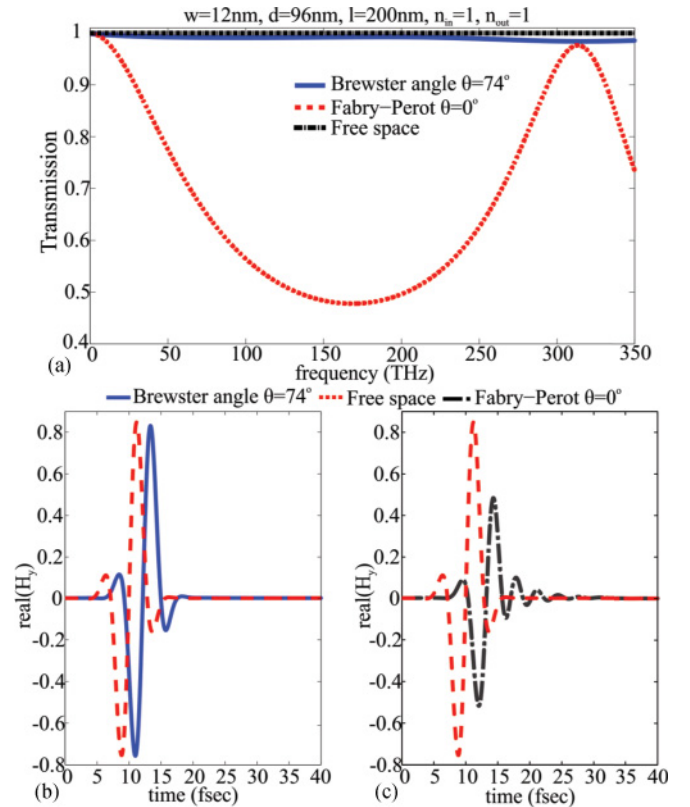 w=12nm, d=96nm, l=200nm, n_in=1, n_out=1
1
0.9
0.8
0.7
0.6
0.5
0.4
Transmission
Brewster angle θ=74°
Fabry−Perot θ=0°
Free space
0 50 100 150 200 250 300 350
(a) frequency (THz)
Brewster angle θ=74° Free space Fabry−Perot θ=0°
0.8
0.6
0.4
0.2
0
-0.2
-0.4
-0.6
-0.8
real(H_y)
0 5 10 15 20 25 30 35 40
(b) time (fsec)
0.8
0.6
0.4
0.2
0
-0.2
-0.4
-0.6
-0.8
real(H_y)
0 5 10 15 20 25 30 35 40
(c) time (fsec)